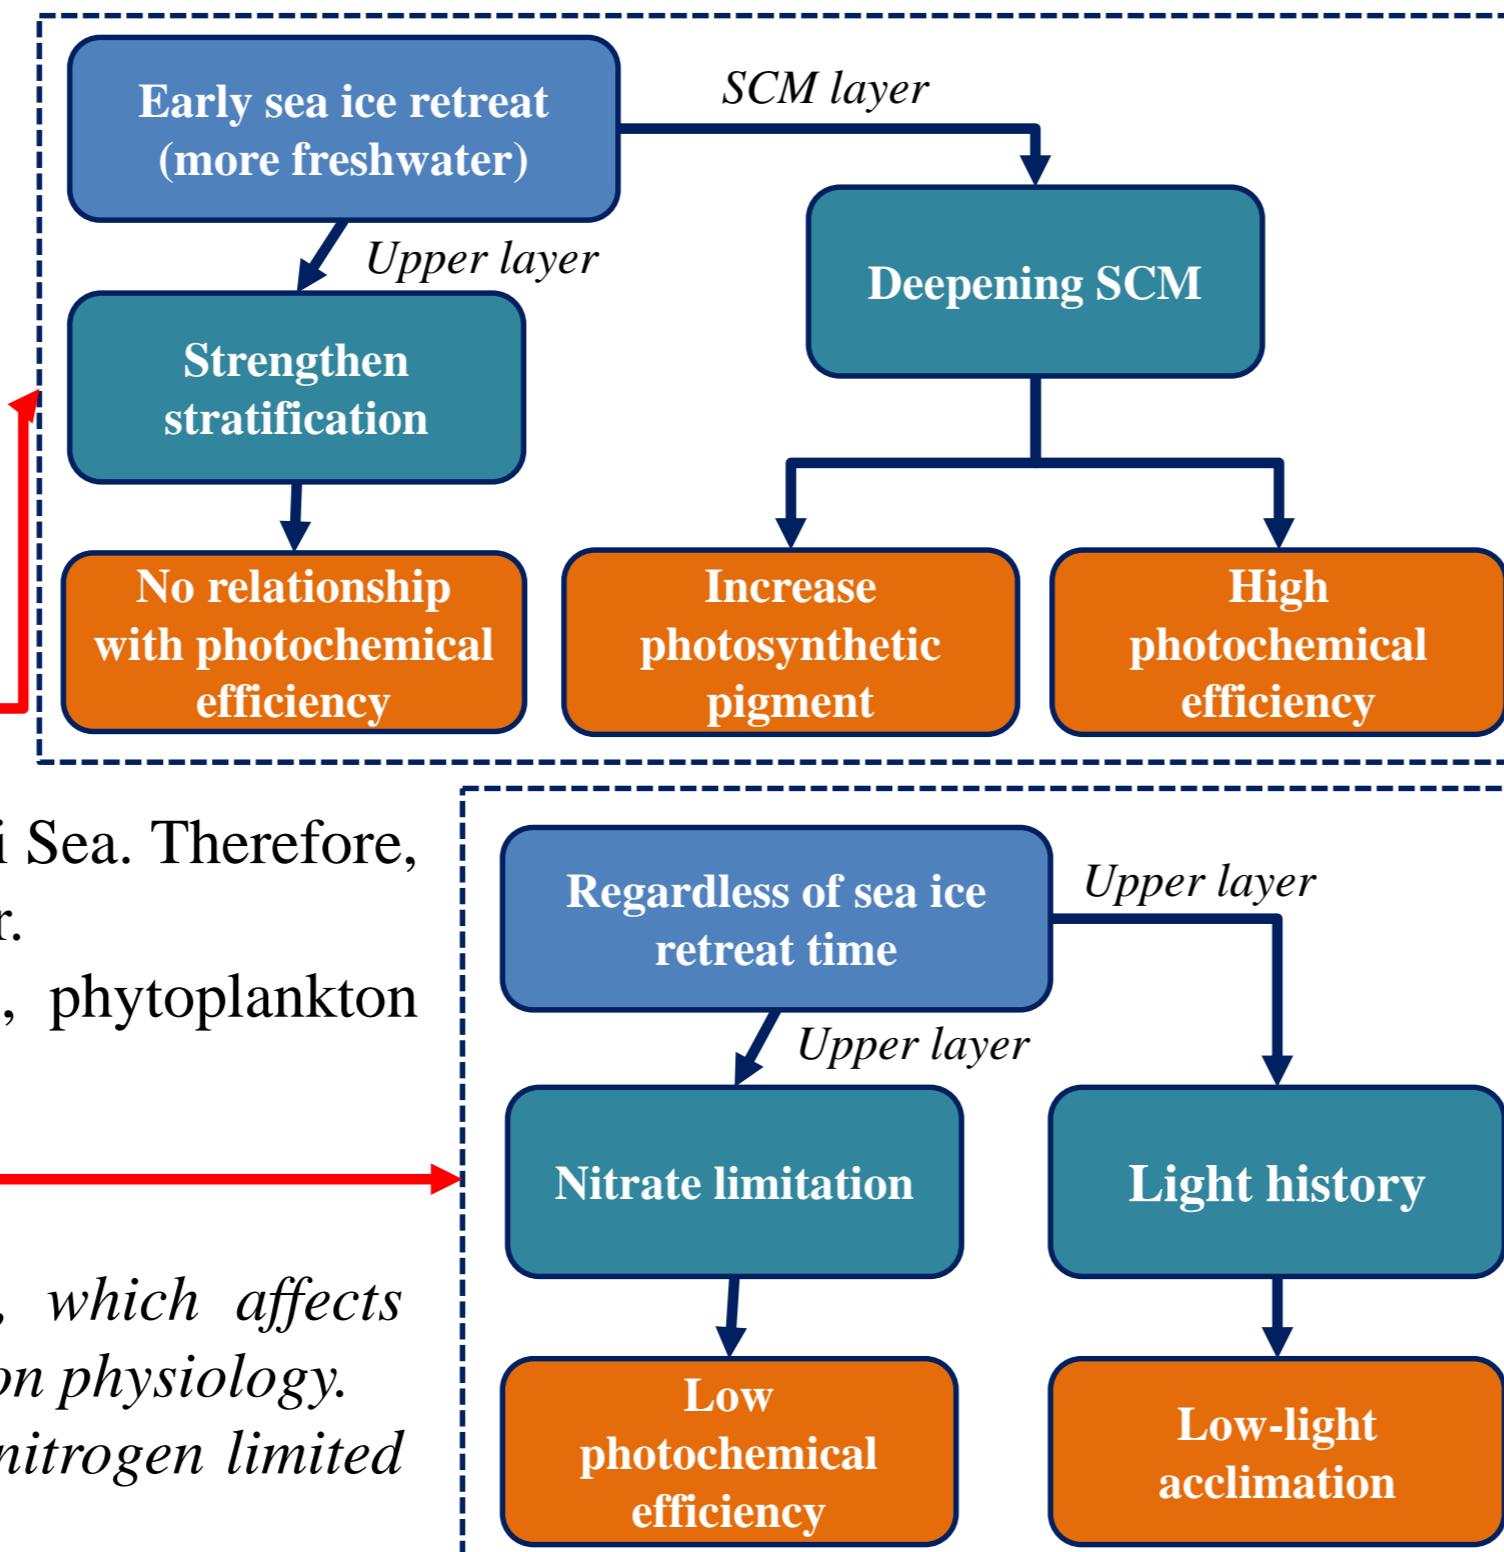 Early sea ice retreat
(more freshwater)
SCM layer
Upper layer
Deepening SCM
Strengthen
stratification
No relationship
with photochemical
efficiency
Increase
photosynthetic
pigment
High
photochemical
efficiency
i Sea. Therefore,
r.
, phytoplankton
Regardless of sea ice
retreat time
Upper layer
Upper layer
Nitrate limitation
Light history
, which affects
on physiology.
nitrogen limited
Low
photochemical
efficiency
Low-light
acclimation